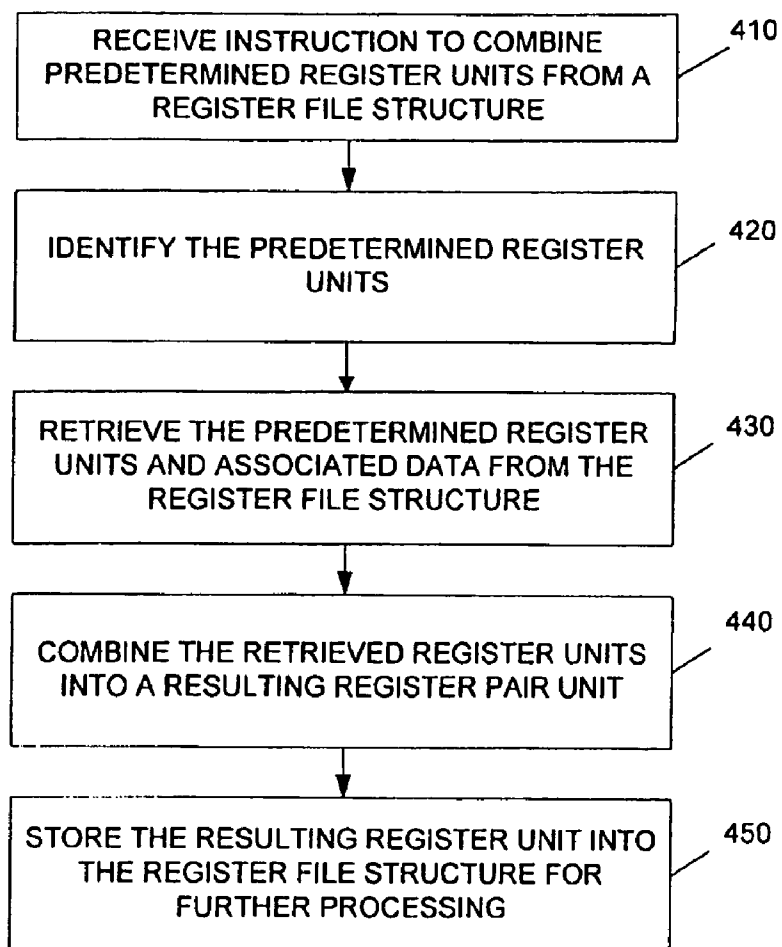 RECEIVE INSTRUCTION TO COMBINE
PREDETERMINED REGISTER UNITS FROM A
REGISTER FILE STRUCTURE
410
IDENTIFY THE PREDETERMINED REGISTER
UNITS
420
RETRIEVE THE PREDETERMINED REGISTER
UNITS AND ASSOCIATED DATA FROM THE
REGISTER FILE STRUCTURE
430
COMBINE THE RETRIEVED REGISTER UNITS
INTO A RESULTING REGISTER PAIR UNIT
440
STORE THE RESULTING REGISTER UNIT INTO
THE REGISTER FILE STRUCTURE FOR
FURTHER PROCESSING
450